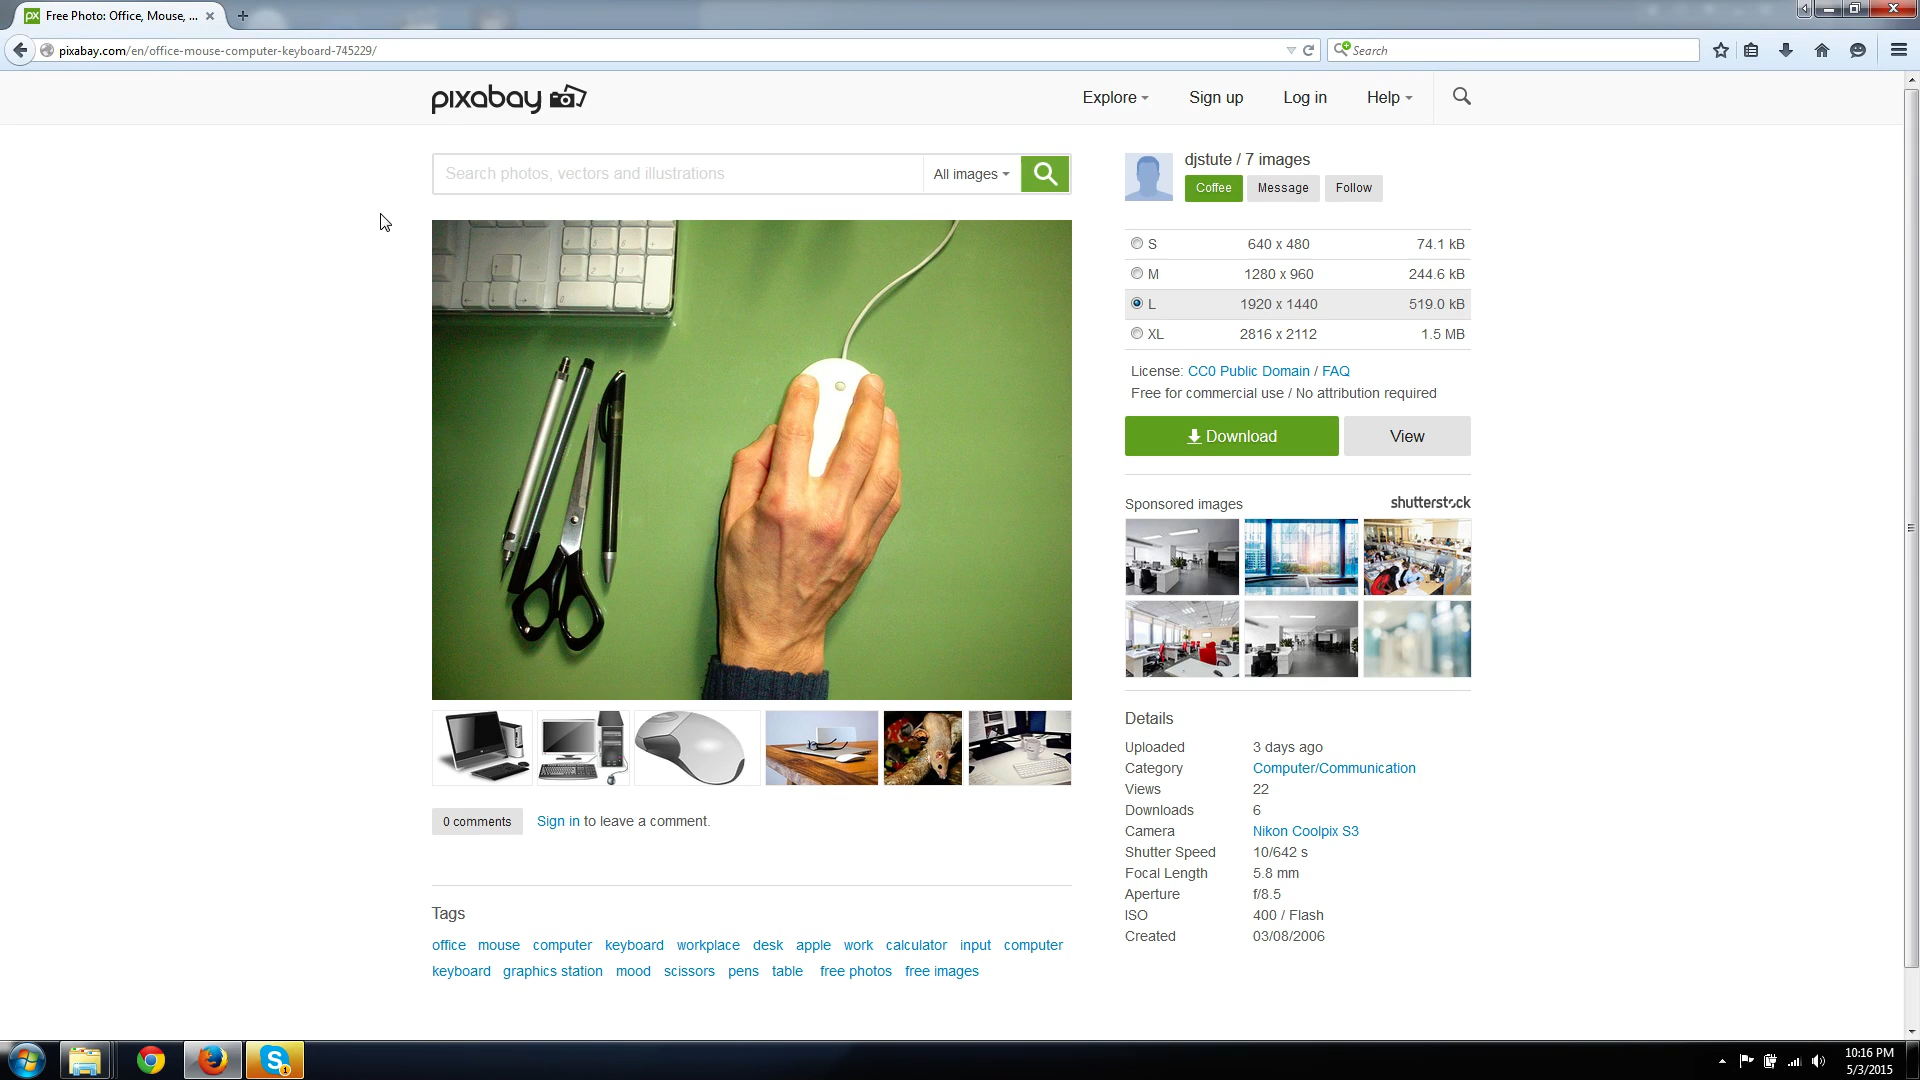 Free Photo: Office, Mouse, ...
pixabay.com/en/office-mouse-computer-keyboard-745229/
Search
pixabay
Explore
Sign up
Log in
Help
Search photos, vectors and illustrations
All images
djstute / 7 images
Coffee
Message
Follow
S 640 x 480 74.1 kB
M 1280 x 960 244.6 kB
L 1920 x 1440 519.0 kB
XL 2816 x 2112 1.5 MB
License: CC0 Public Domain / FAQ
Free for commercial use / No attribution required
Download
View
Sponsored images
shutterstock
Details
Uploaded 3 days ago
Category Computer/Communication
Views 22
Downloads 6
Camera Nikon Coolpix S3
Shutter Speed 10/642 s
Focal Length 5.8 mm
Aperture f/8.5
ISO 400 / Flash
Created 03/08/2006
0 comments
Sign in to leave a comment.
Tags
office mouse computer keyboard workplace desk apple work calculator input computer
keyboard graphics station mood scissors pens table free photos free images
10:16 PM
5/3/2015